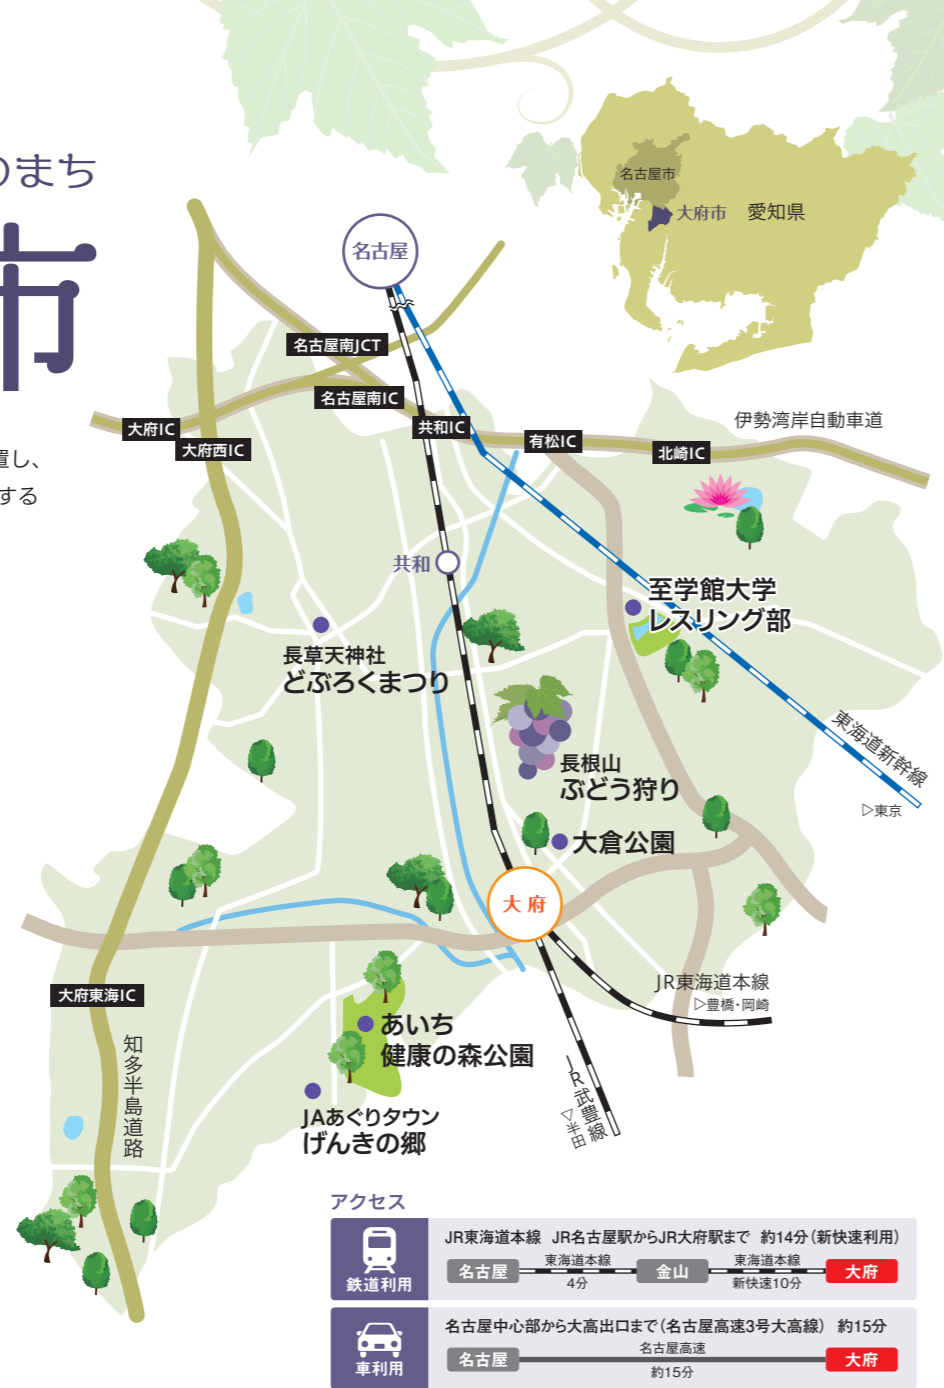 のまち
市
置し、
する
名古屋市
大府市
愛知県
名古屋
名古屋南JCT
名古屋南IC
大府IC
大府西IC
共和IC
有松IC
北崎IC
伊勢湾岸自動車道
共和
至学館大学
レスリング部
長草天神社
どぶろくまつり
東海道新幹線
▷東京
長根山
ぶどう狩り
大倉公園
大府
JR東海道本線
▷豊橋・岡崎
大府東海IC
知多半島道路
あいち
健康の森公園
JAあぐりタウン
げんきの郷
JR武豊線
▽半田
アクセス
鉄道利用
JR東海道本線 JR名古屋駅からJR大府駅まで 約14分(新快速利用)
名古屋 東海道本線 金山 東海道本線 大府
4分 新快速10分
車利用
名古屋中心部から大高出口まで(名古屋高速3号大高線) 約15分
名古屋 名古屋高速 大府
約15分